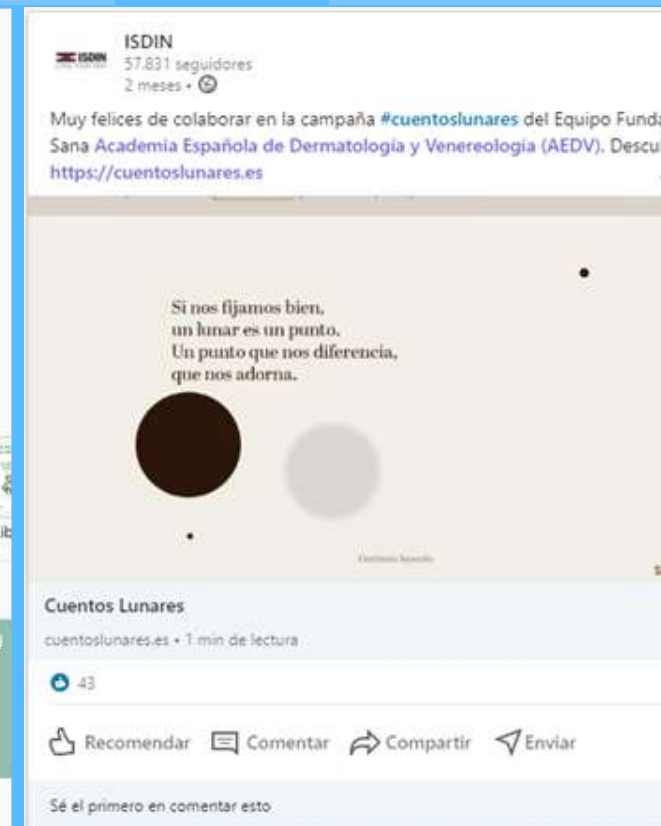 ISDIN
ISDIN
57.831 seguidores
2 meses •
Muy felices de colaborar en la campaña #cuentoslunares del Equipo Funda
Sana Academia Española de Dermatología y Venereología (AEDV). Descu
https://cuentoslunares.es
Si nos fijamos bien,
un lunar es un punto.
Un punto que nos diferencia,
que nos adorna.
Cuentos Lunares
cuentoslunares.es • 1 min de lectura
43
Recomendar Comentar Compartir Enviar
Sé el primero en comentar esto